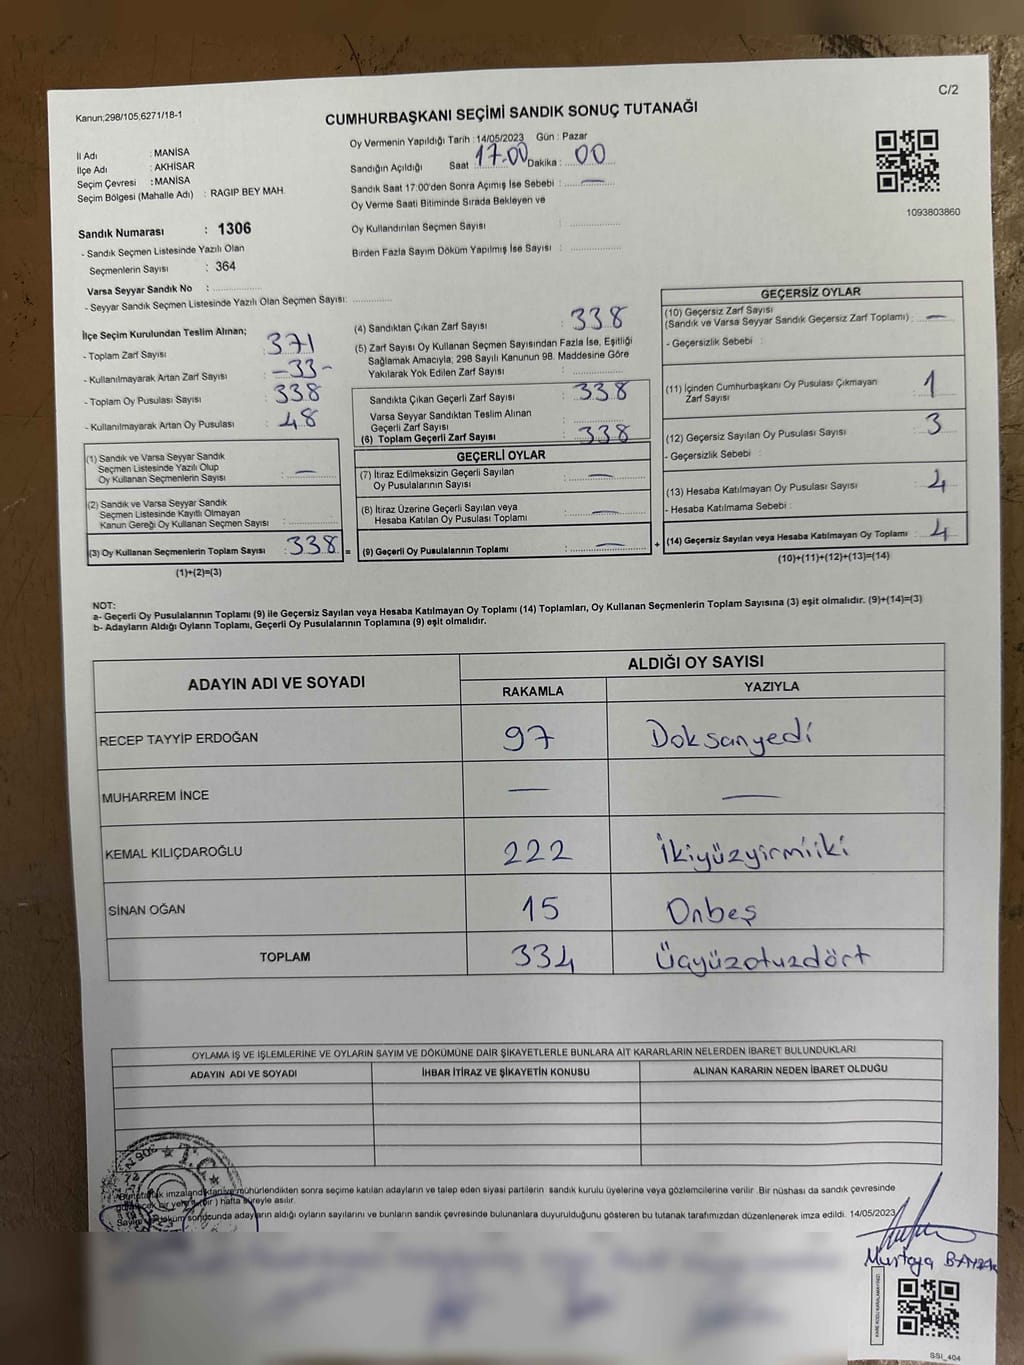 C/2
Kanun;298/105,6271/18-1
CUMHURBAŞKANI SEÇİMİ SANDIK SONUÇ TUTANAĞI
İl Adı : MANİSA
İlçe Adı : AKHİSAR
Seçim Çevresi : MANİSA
Seçim Bölgesi (Mahalle Adı) : RAGIP BEY MAH.
Oy Vermenin Yapıldığı Tarih : 14/05/2023 Gün : Pazar
Sandığın Açıldığı Saat : 17.00 Dakika : 00
Sandık Saat 17:00'den Sonra Açımış İse Sebebi : —
Oy Verme Saati Bitiminde Sırada Bekleyen ve
Oy Kullandırılan Seçmen Sayısı :
Birden Fazla Sayım Döküm Yapılmış İse Sayısı :
1093803860
Sandık Numarası : 1306
- Sandık Seçmen Listesinde Yazılı Olan
Seçmenlerin Sayısı : 364
Varsa Seyyar Sandık No :
- Seyyar Sandık Seçmen Listesinde Yazılı Olan Seçmen Sayısı:
İlçe Seçim Kurulundan Teslim Alınan;
- Toplam Zarf Sayısı : 371
- Kullanılmayarak Artan Zarf Sayısı : -33-
- Toplam Oy Pusulası Sayısı : 338
- Kullanılmayarak Artan Oy Pusulası : 48
(1) Sandık ve Varsa Seyyar Sandık
Seçmen Listesinde Yazılı Olup
Oy Kullanan Seçmenlerin Sayısı : —
(2) Sandık ve Varsa Seyyar Sandık
Seçmen Listesinde Kayıtlı Olmayan
Kanun Gereği Oy Kullanan Seçmen Sayısı :
(3) Oy Kullanan Seçmenlerin Toplam Sayısı : 338 =
(1)+(2)=(3)
(4) Sandıktan Çıkan Zarf Sayısı : 338
(5) Zarf Sayısı Oy Kullanan Seçmen Sayısından Fazla İse, Eşitliği
Sağlamak Amacıyla, 298 Sayılı Kanunun 98. Maddesine Göre
Yakılarak Yok Edilen Zarf Sayısı :
Sandıkta Çıkan Geçerli Zarf Sayısı : 338
Varsa Seyyar Sandıktan Teslim Alınan
Geçerli Zarf Sayısı :
(6) Toplam Geçerli Zarf Sayısı : 338
GEÇERLİ OYLAR
(7) İtiraz Edilmeksizin Geçerli Sayılan
Oy Pusulalarının Sayısı : —
(8) İtiraz Üzerine Geçerli Sayılan veya
Hesaba Katılan Oy Pusulası Toplamı : —
(9) Geçerli Oy Pusulalarının Toplamı : — +
GEÇERSİZ OYLAR
(10) Geçersiz Zarf Sayısı
(Sandık ve Varsa Seyyar Sandık Geçersiz Zarf Toplamı) : —
- Geçersizlik Sebebi :
(11) İçinden Cumhurbaşkanı Oy Pusulası Çıkmayan
Zarf Sayısı : 1
(12) Geçersiz Sayılan Oy Pusulası Sayısı : 3
- Geçersizlik Sebebi :
(13) Hesaba Katılmayan Oy Pusulası Sayısı : 4
- Hesaba Katılmama Sebebi :
(14) Geçersiz Sayılan veya Hesaba Katılmayan Oy Toplamı : 4
(10)+(11)+(12)+(13)=(14)
NOT:
a- Geçerli Oy Pusulalarının Toplamı (9) ile Geçersiz Sayılan veya Hesaba Katılmayan Oy Toplamı (14) Toplamları, Oy Kullanan Seçmenlerin Toplam Sayısına (3) eşit olmalıdır. (9)+(14)=(3)
b- Adayların Aldığı Oyların Toplamı, Geçerli Oy Pusulalarının Toplamına (9) eşit olmalıdır.
ADAYIN ADI VE SOYADI
ALDIĞI OY SAYISI
RAKAMLA YAZIYLA
RECEP TAYYİP ERDOĞAN 97 Doksanyedi
MUHARREM İNCE — —
KEMAL KILIÇDAROĞLU 222 İkiyüzyirmiiki
SİNAN OĞAN 15 Onbeş
TOPLAM 334 Üçyüzotuzdört
OYLAMA İŞ VE İŞLEMLERİNE VE OYLARIN SAYIM VE DÖKÜMÜNE DAİR ŞİKAYETLERLE BUNLARA AİT KARARLARIN NELERDEN İBARET BULUNDUKLARI
ADAYIN ADI VE SOYADI İHBAR İTİRAZ VE ŞİKAYETİN KONUSU ALINAN KARARIN NEDEN İBARET OLDUĞU
T.C.
mühürlendikten sonra seçime katılan adayların ve talep eden siyasi partilerin sandık kurulu üyelerine veya gözlemcilerine verilir .Bir nüshası da sandık çevresinde
hafta süreyle asılır.
sonucunda adayların aldığı oyların sayılarını ve bunların sandık çevresinde bulunanlara duyurulduğunu gösteren bu tutanak tarafımızdan düzenlenerek imza edildi. 14/05/2023
Mustafa
SSI_404